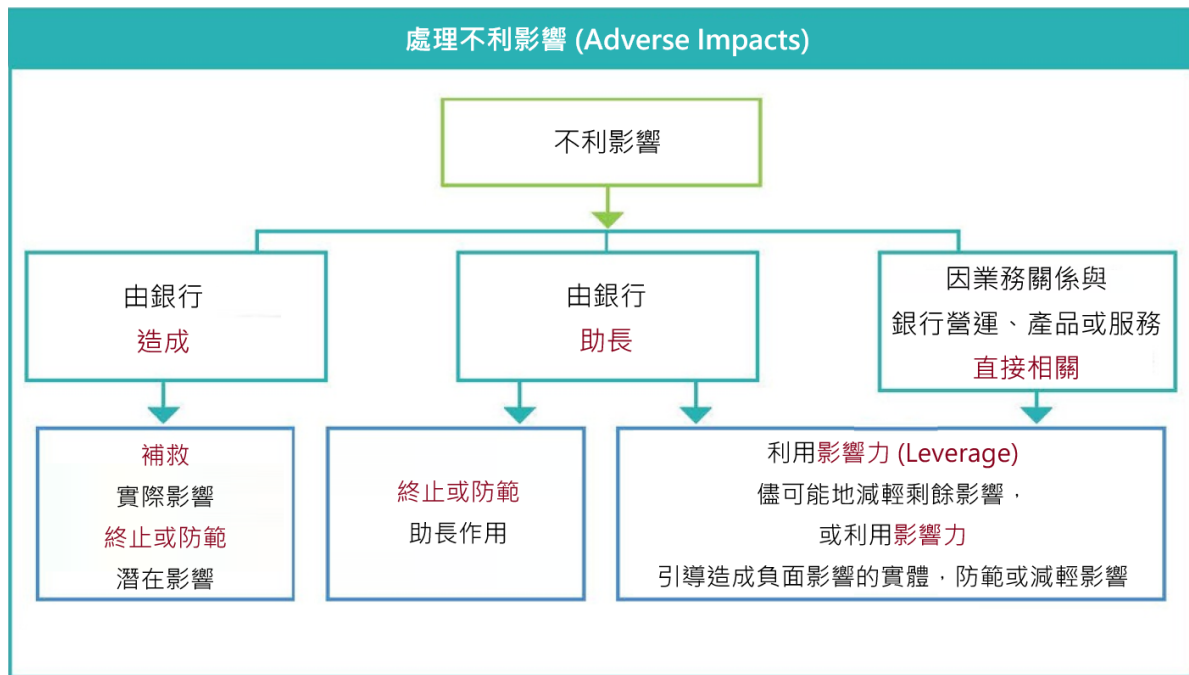 處理不利影響 (Adverse Impacts)
不利影響
由銀行
造成
由銀行
助長
因業務關係與
銀行營運、產品或服務
直接相關
補救
實際影響
終止或防範
潛在影響
終止或防範
助長作用
利用影響力 (Leverage)
儘可能地減輕剩餘影響，
或利用影響力
引導造成負面影響的實體，防範或減輕影響